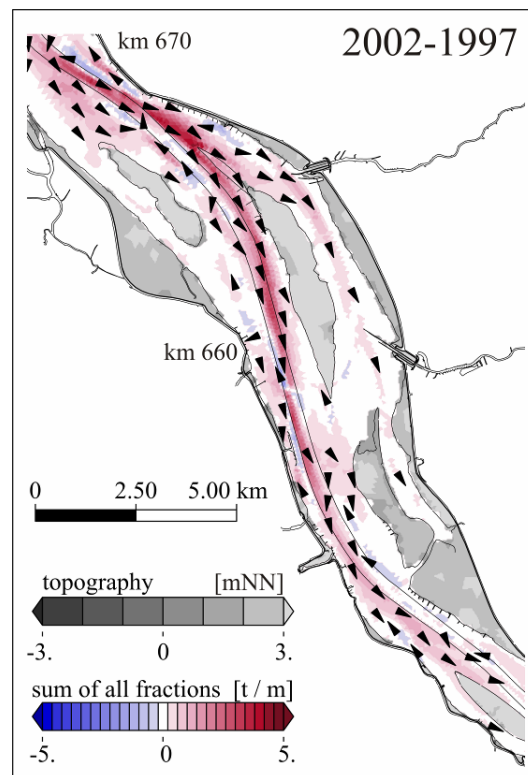 km 670
2002-1997
km 660
0 2.50 5.00 km
topography [mNN]
-3. 0 3.
sum of all fractions [t / m]
-5. 0 5.